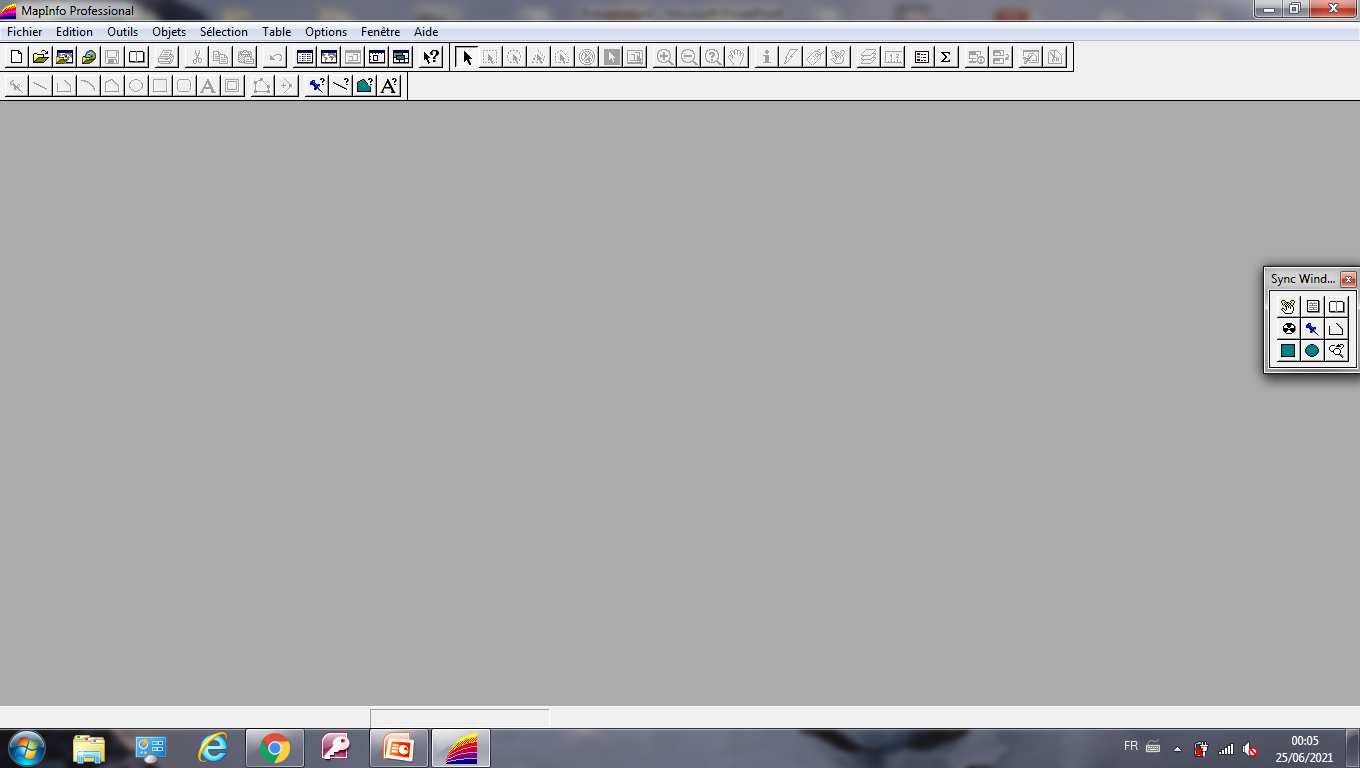 MapInfo Professional
Fichier Edition Outils Objets Sélection Table Options Fenêtre Aide
Sync Wind...
FR
00:05
25/06/2021